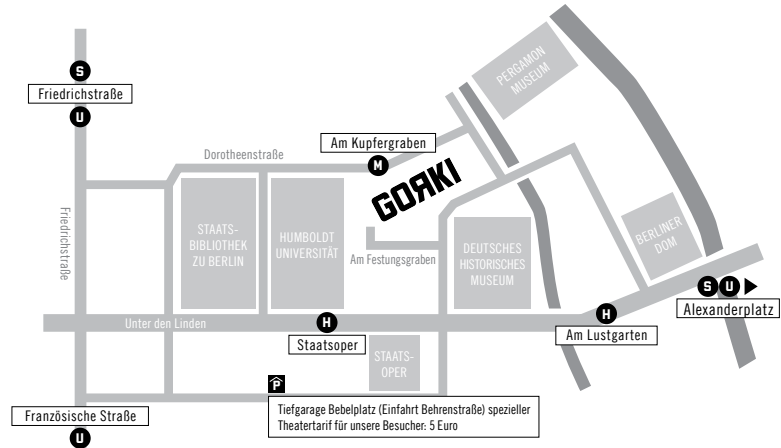 S
Friedrichstraße
U
PERGAMON
MUSEUM
Am Kupfergraben
M
Dorotheenstraße
GOЯKI
Friedrichstraße
STAATS-
BIBLIOTHEK
ZU BERLIN
HUMBOLDT
UNIVERSITÄT
Am Festungsgraben
DEUTSCHES
HISTORISCHES
MUSEUM
BERLINER
DOM
S U
Alexanderplatz
Unter den Linden
H
Staatsoper
H
Am Lustgarten
STAATS-
OPER
P
Tiefgarage Bebelplatz (Einfahrt Behrenstraße) spezieller
Theatertarif für unsere Besucher: 5 Euro
Französische Straße
U